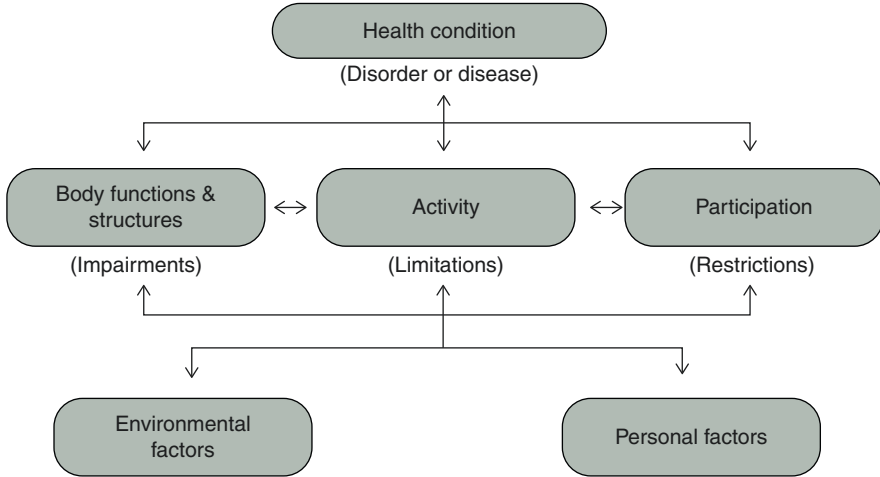 Health condition
(Disorder or disease)
Body functions &
structures
Activity
Participation
(Impairments)
(Limitations)
(Restrictions)
Environmental
factors
Personal factors